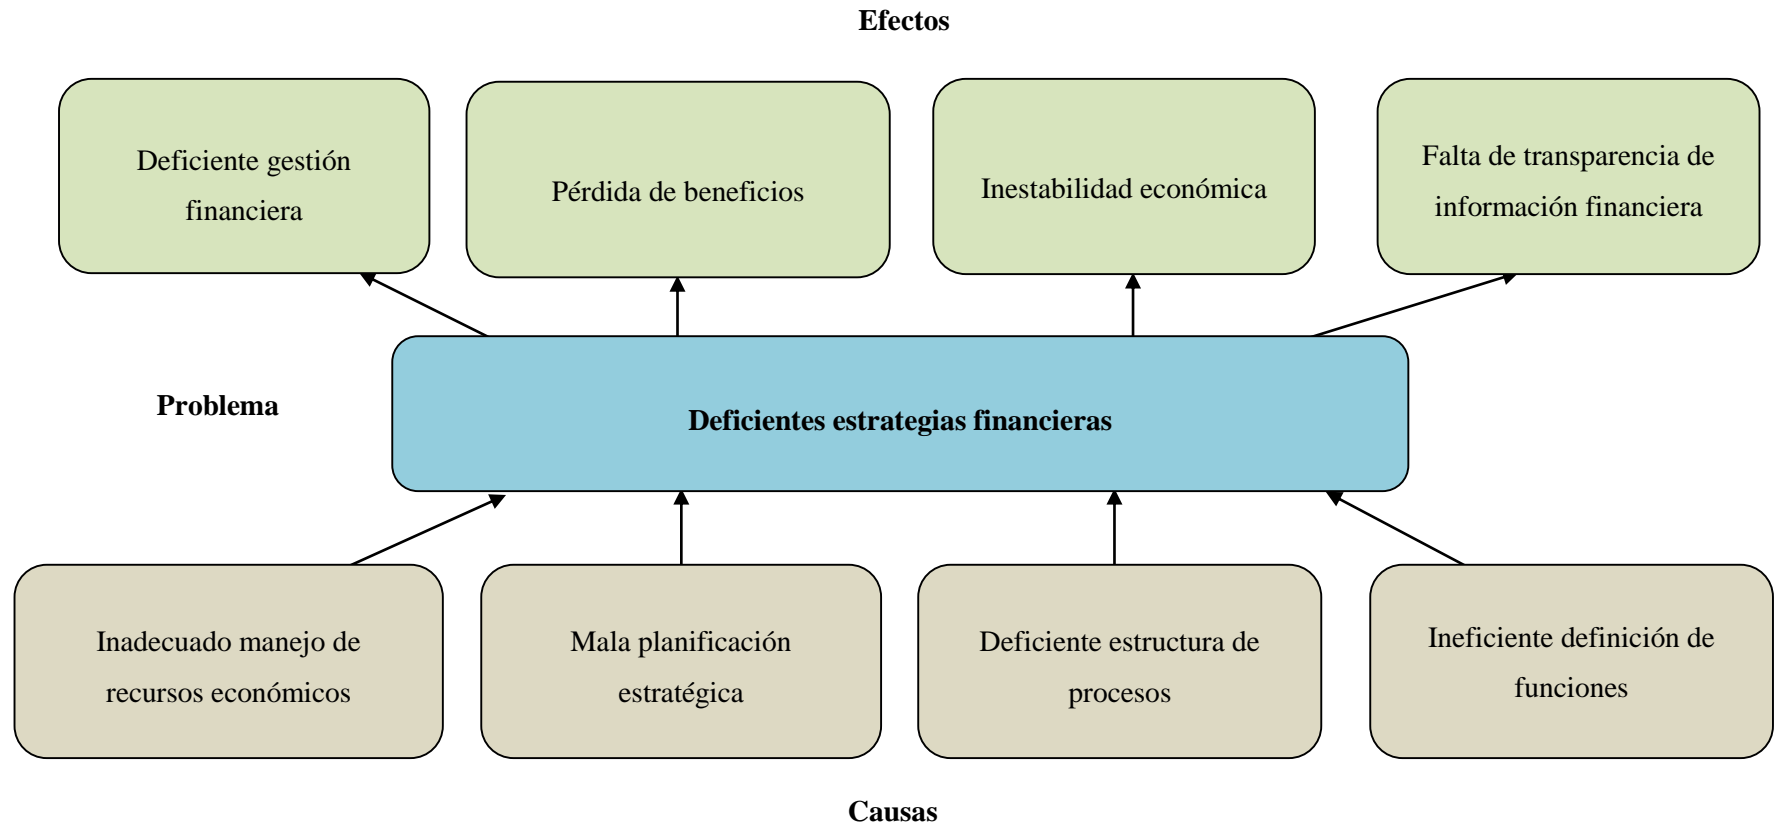 Efectos
Deficiente gestión
financiera
Pérdida de beneficios
Inestabilidad económica
Falta de transparencia de
información financiera
Problema
Deficientes estrategias financieras
Inadecuado manejo de
recursos económicos
Mala planificación
estratégica
Deficiente estructura de
procesos
Ineficiente definición de
funciones
Causas